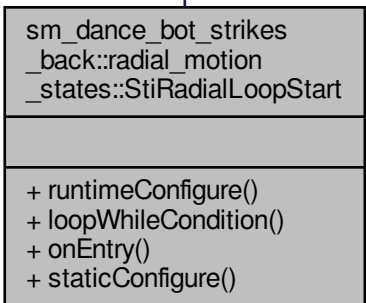 sm_dance_bot_strikes
_back::radial_motion
_states::StiRadialLoopStart
+ runtimeConfigure()
+ loopWhileCondition()
+ onEntry()
+ staticConfigure()